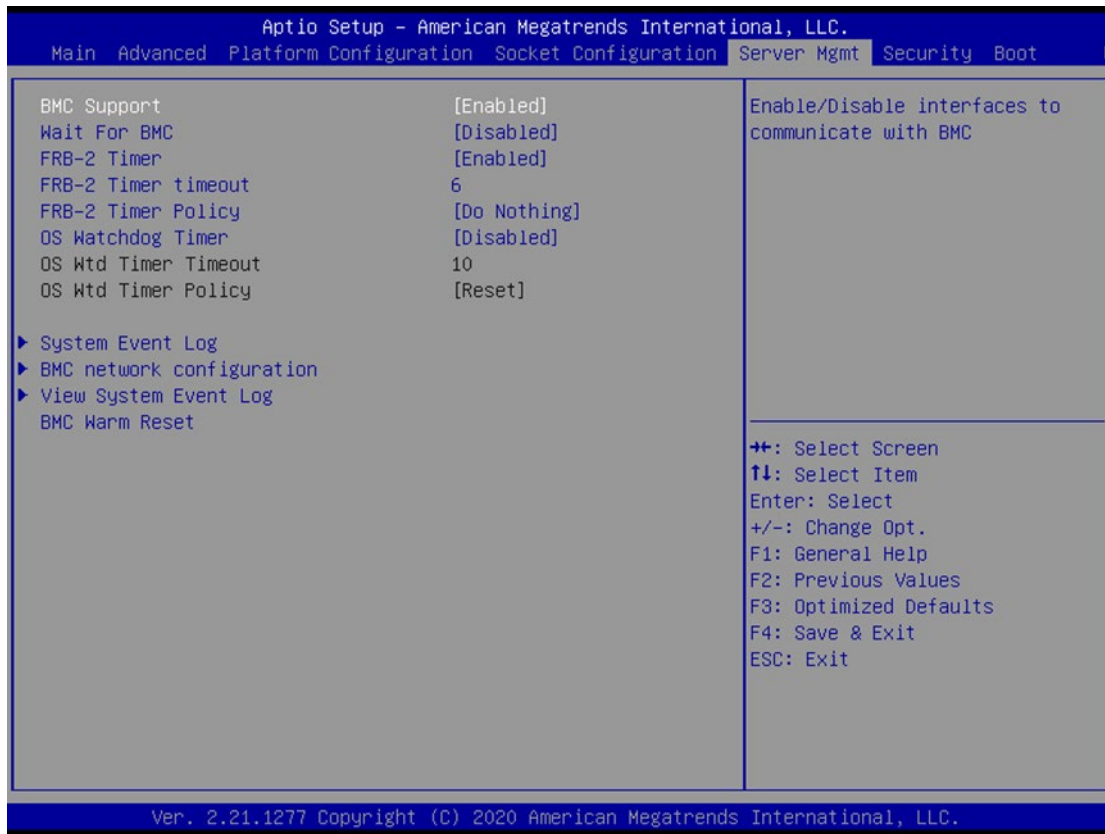 Aptio Setup – American Megatrends International, LLC.
Main Advanced Platform Configuration Socket Configuration Server Mgmt Security Boot
BMC Support [Enabled]
Wait For BMC [Disabled]
FRB-2 Timer [Enabled]
FRB-2 Timer timeout 6
FRB-2 Timer Policy [Do Nothing]
OS Watchdog Timer [Disabled]
OS Wtd Timer Timeout 10
OS Wtd Timer Policy [Reset]
System Event Log
BMC network configuration
View System Event Log
BMC Warm Reset
Enable/Disable interfaces to
communicate with BMC
→←: Select Screen
↑↓: Select Item
Enter: Select
+/-: Change Opt.
F1: General Help
F2: Previous Values
F3: Optimized Defaults
F4: Save & Exit
ESC: Exit
Ver. 2.21.1277 Copyright (C) 2020 American Megatrends International, LLC.